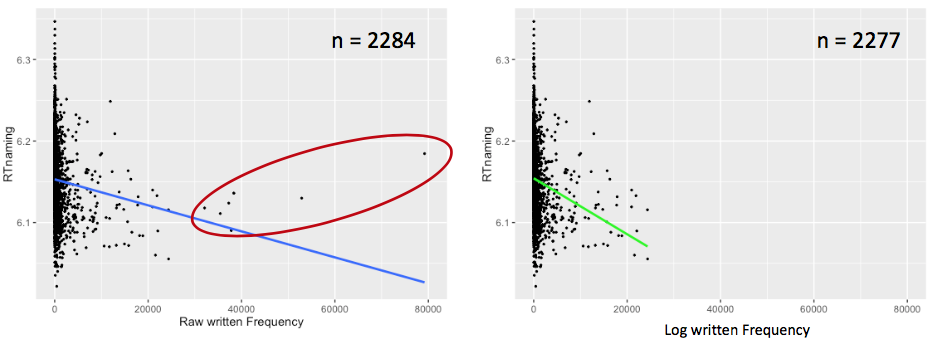 n = 2284
6.3
6.2
6.1
RTnaming
0 20000 40000 60000 80000
Raw written Frequency
n = 2277
6.3
6.2
6.1
RTnaming
0 20000 40000 60000 80000
Log written Frequency